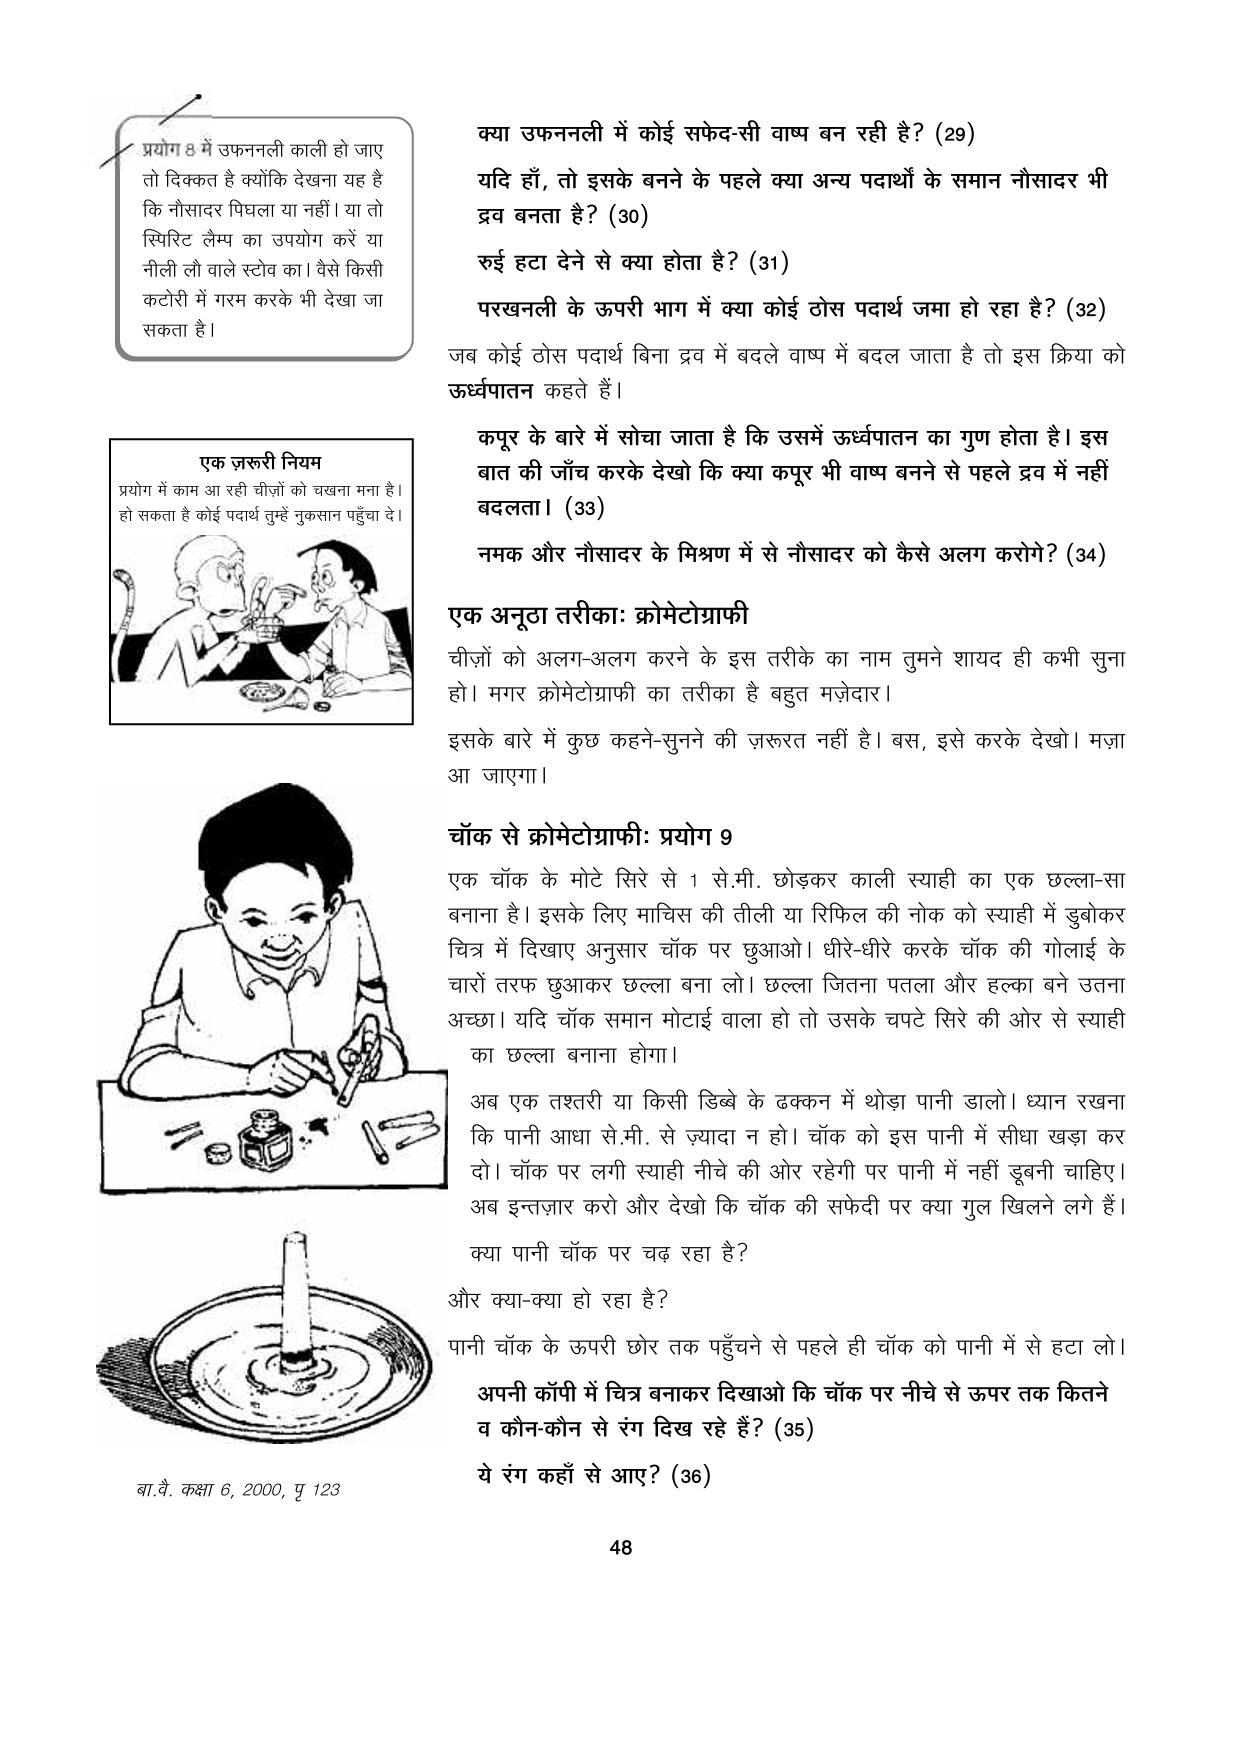 प्रयोग 8 में उफननली काली हो जाए
तो दिक्कत है क्योंकि देखना यह है
कि नौसादर पिघला या नहीं। या तो
स्पिरिट लैम्प का उपयोग करें या
नीली लौ वाले स्टोव का। वैसे किसी
कटोरी में गरम करके भी देखा जा
सकता है।
एक ज़रूरी नियम
प्रयोग में काम आ रही चीज़ों को चखना मना है।
हो सकता है कोई पदार्थ तुम्हें नुकसान पहुँचा दे।
क्या उफननली में कोई सफेद-सी वाष्प बन रही है? (29)
यदि हाँ, तो इसके बनने के पहले क्या अन्य पदार्थों के समान नौसादर भी
द्रव बनता है? (30)
रुई हटा देने से क्या होता है? (31)
परखनली के ऊपरी भाग में क्या कोई ठोस पदार्थ जमा हो रहा है? (32)
जब कोई ठोस पदार्थ बिना द्रव में बदले वाष्प में बदल जाता है तो इस क्रिया को
ऊर्ध्वपातन कहते हैं।
कपूर के बारे में सोचा जाता है कि उसमें ऊर्ध्वपातन का गुण होता है। इस
बात की जाँच करके देखो कि क्या कपूर भी वाष्प बनने से पहले द्रव में नहीं
बदलता। (33)
नमक और नौसादर के मिश्रण में से नौसादर को कैसे अलग करोगे? (34)
एक अनूठा तरीकाः क्रोमेटोग्राफी
चीज़ों को अलग-अलग करने के इस तरीके का नाम तुमने शायद ही कभी सुना
हो। मगर क्रोमेटोग्राफी का तरीका है बहुत मज़ेदार।
इसके बारे में कुछ कहने-सुनने की ज़रूरत नहीं है। बस, इसे करके देखो। मज़ा
आ जाएगा।
चॉक से क्रोमेटोग्राफीः प्रयोग 9
एक चॉक के मोटे सिरे से 1 से.मी. छोड़कर काली स्याही का एक छल्ला-सा
बनाना है। इसके लिए माचिस की तीली या रिफिल की नोक को स्याही में डुबोकर
चित्र में दिखाए अनुसार चॉक पर छुआओ। धीरे-धीरे करके चॉक की गोलाई के
चारों तरफ छुआकर छल्ला बना लो। छल्ला जितना पतला और हल्का बने उतना
अच्छा। यदि चॉक समान मोटाई वाला हो तो उसके चपटे सिरे की ओर से स्याही
का छल्ला बनाना होगा।
अब एक तश्तरी या किसी डिब्बे के ढक्कन में थोड़ा पानी डालो। ध्यान रखना
कि पानी आधा से.मी. से ज़्यादा न हो। चॉक को इस पानी में सीधा खड़ा कर
दो। चॉक पर लगी स्याही नीचे की ओर रहेगी पर पानी में नहीं डूबनी चाहिए।
अब इन्तज़ार करो और देखो कि चॉक की सफेदी पर क्या गुल खिलने लगे हैं।
क्या पानी चॉक पर चढ़ रहा है?
और क्या-क्या हो रहा है?
पानी चॉक के ऊपरी छोर तक पहुँचने से पहले ही चॉक को पानी में से हटा लो।
अपनी कॉपी में चित्र बनाकर दिखाओ कि चॉक पर नीचे से ऊपर तक कितने
व कौन-कौन से रंग दिख रहे हैं? (35)
ये रंग कहाँ से आए? (36)
बा.वै. कक्षा 6, 2000, पृ 123
48